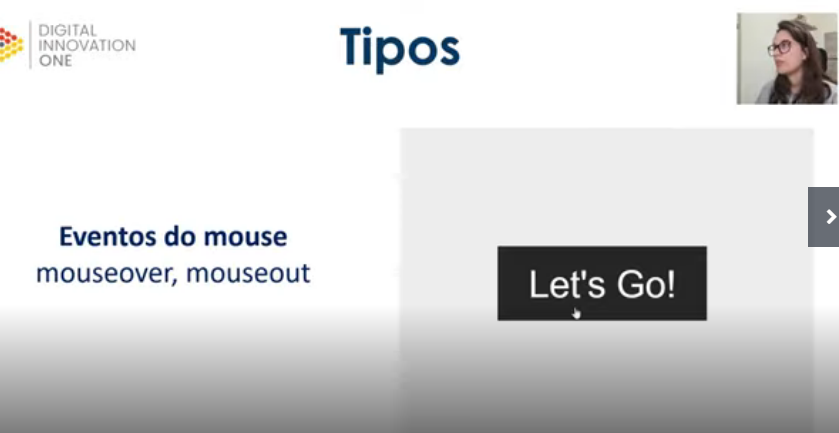 DIGITAL
INNOVATION
ONE
Tipos
Eventos do mouse
mouseover, mouseout
Let's Go!